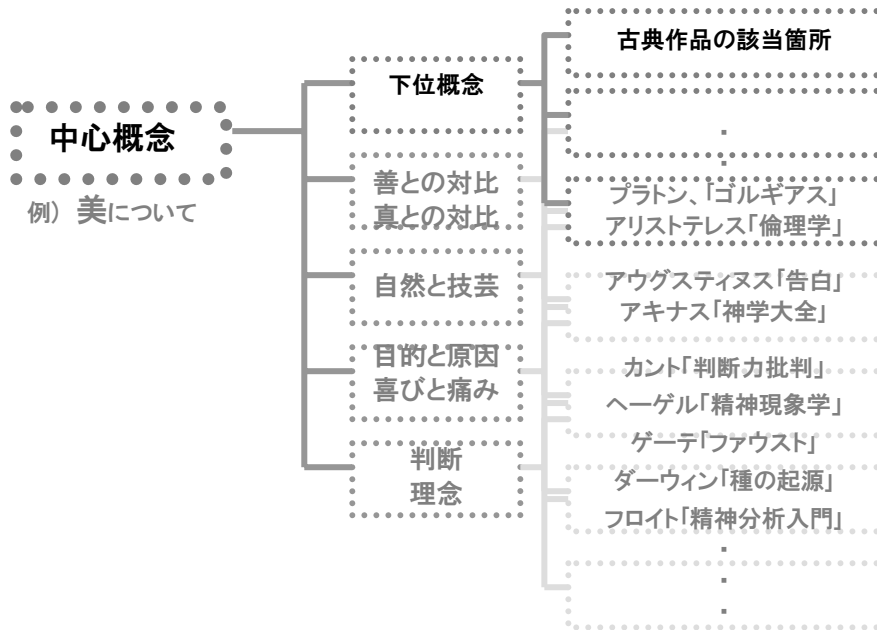 中心概念
例） 美について
下位概念
善との対比
真との対比
自然と技芸
目的と原因
喜びと痛み
判断
理念
古典作品の該当箇所
・
・
プラトン、「ゴルギアス」
アリストテレス「倫理学」
アウグスティヌス「告白」
アキナス「神学大全」
カント「判断力批判」
ヘーゲル「精神現象学」
ゲーテ「ファウスト」
ダーウィン「種の起源」
フロイト「精神分析入門」
・
・
・